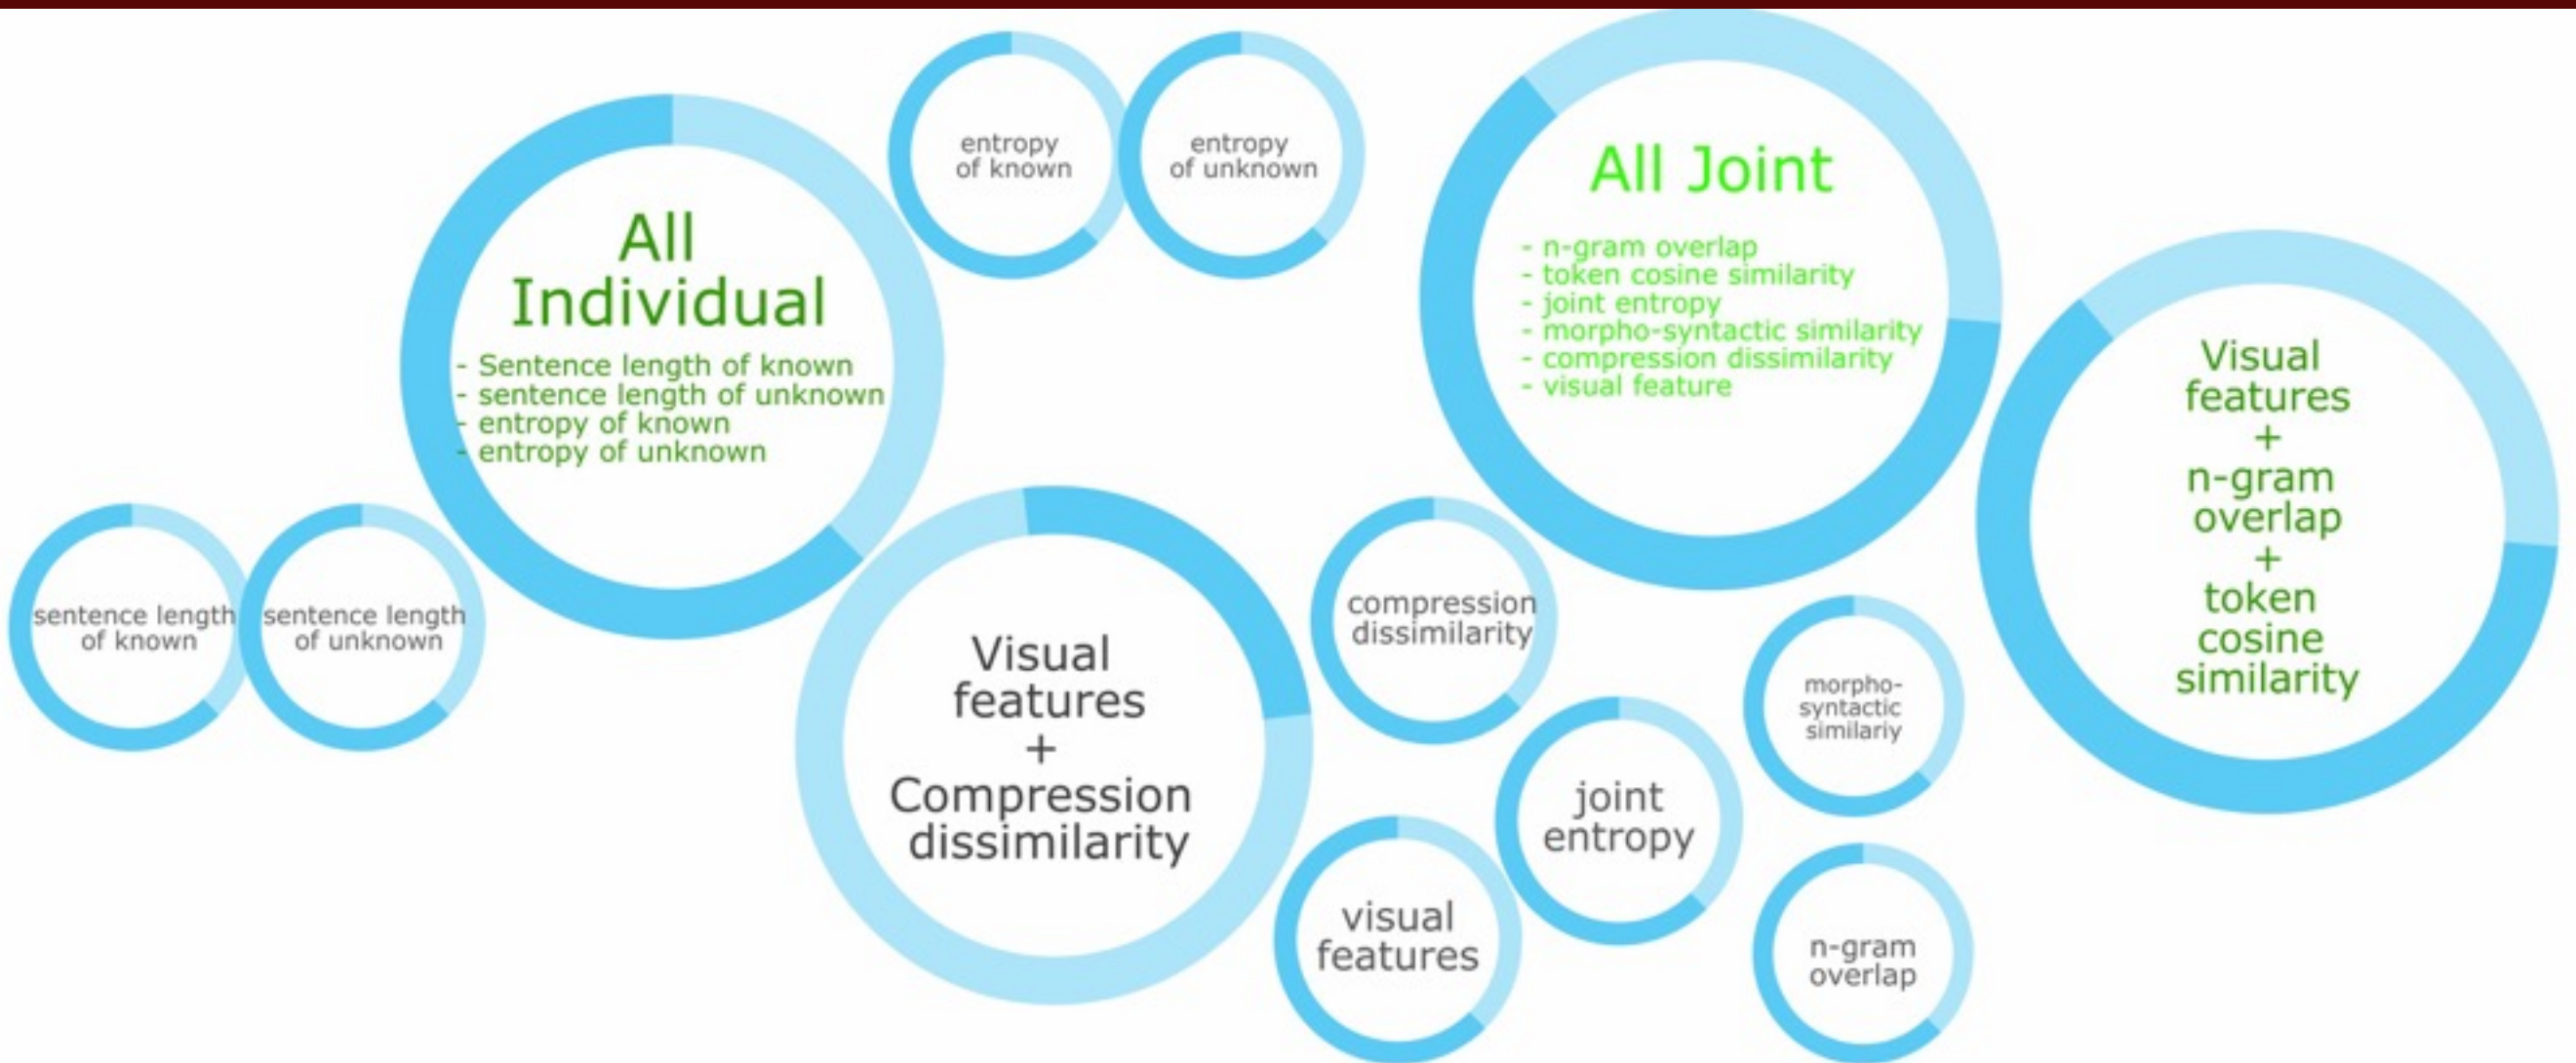 All
Individual
- Sentence length of known
- sentence length of unknown
- entropy of known
- entropy of unknown
entropy
of known
entropy
of unknown
All Joint
- n-gram overlap
- token cosine similarity
- joint entropy
- morpho-syntactic similarity
- compression dissimilarity
- visual feature
Visual
features
+
n-gram
overlap
+
token
cosine
similarity
sentence length
of known
sentence length
of unknown
Visual
features
+
Compression
dissimilarity
compression
dissimilarity
morpho-
syntactic
similariy
joint
entropy
visual
features
n-gram
overlap